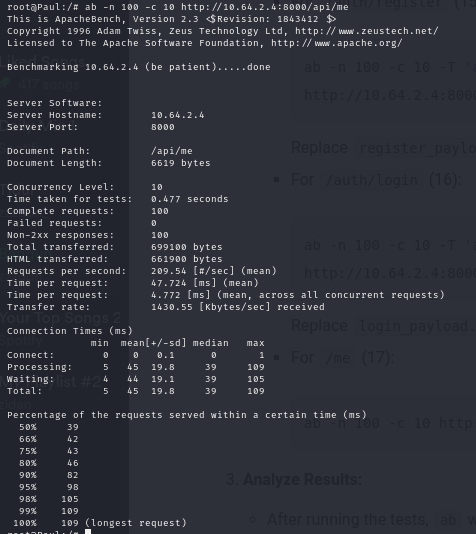 root@Paul:/# ab -n 100 -c 10 http://10.64.2.4:8000/api/me
This is ApacheBench, Version 2.3 <$Revision: 1843412 $>
Copyright 1996 Adam Twiss, Zeus Technology Ltd, http://www.zeustech.net/
Licensed to The Apache Software Foundation, http://www.apache.org/
Benchmarking 10.64.2.4 (be patient).....done
Server Software:
Server Hostname: 10.64.2.4
Server Port: 8000
Document Path: /api/me
Document Length: 6619 bytes
Concurrency Level: 10
Time taken for tests: 0.477 seconds
Complete requests: 100
Failed requests: 0
Non-2xx responses: 100
Total transferred: 699100 bytes
HTML transferred: 661900 bytes
Requests per second: 209.54 [#/sec] (mean)
Time per request: 47.724 [ms] (mean)
Time per request: 4.772 [ms] (mean, across all concurrent requests)
Transfer rate: 1430.55 [Kbytes/sec] received
Connection Times (ms)
min mean[+/-sd] median max
Connect: 0 0 0.1 0 1
Processing: 5 45 19.8 39 109
Waiting: 4 44 19.1 39 105
Total: 5 45 19.8 39 109
Percentage of the requests served within a certain time (ms)
50% 39
66% 42
75% 43
80% 46
90% 82
95% 98
98% 105
99% 109
100% 109 (longest request)
root@Paul:/#
ab -n 100 -c 10 -T
http://10.64.2.4:8000
Replace register_paylo
For /auth/login (16):
ab -n 100 -c 10 -T
http://10.64.2.4:8000
Replace login_payload.
For /me (17):
ab -n 100 -c 10 http
3. Analyze Results:
After running the tests, ab w
417 songs
Your Top Songs 2
Spotify
Playlist #2